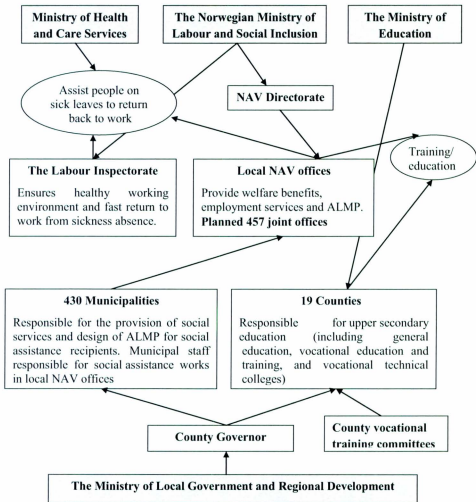 Ministry of Health
and Care Services
The Norwegian Ministry of
Labour and Social Inclusion
The Ministry of
Education
Assist people on
sick leaves to return
back to work
NAV Directorate
Training/
education
The Labour Inspectorate
Ensures healthy working
environment and fast return to
work from sickness absence.
Local NAV offices
Provide welfare benefits,
employment services and ALMP.
Planned 457 joint offices
430 Municipalities
Responsible for the provision of social
services and design of ALMP for social
assistance recipients. Municipal staff
responsible for social assistance works
in local NAV offices
19 Counties
Responsible for upper secondary
education (including general
education, vocational education and
training, and vocational technical
colleges)
County Governor
County vocational
training committees
The Ministry of Local Government and Regional Development